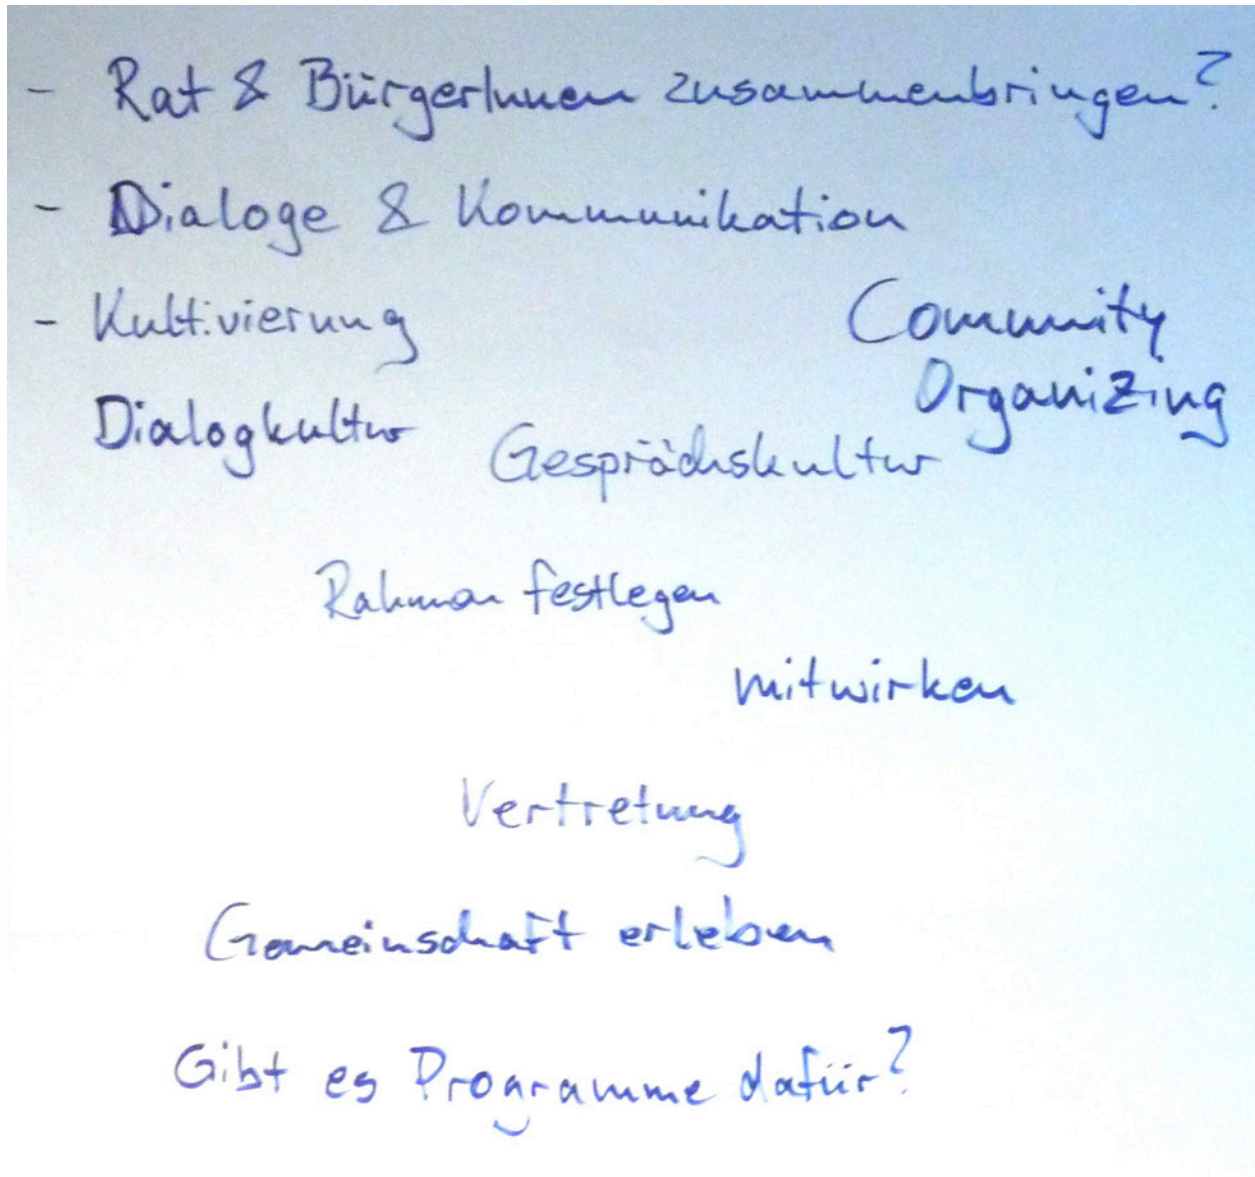 - Rat & BürgerInnen zusammenbringen?
- Dialoge & Kommunikation
- Kultivierung
Community
Organizing
Dialogkultur
Gesprächskultur
Rahmen festlegen
mitwirken
Vertretung
Gemeinschaft erleben
Gibt es Programme dafür?